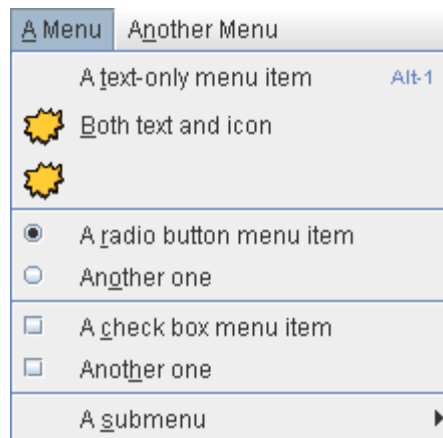 A Menu Another Menu
A text-only menu item Alt-1
Both text and icon
A radio button menu item
Another one
A check box menu item
Another one
A submenu